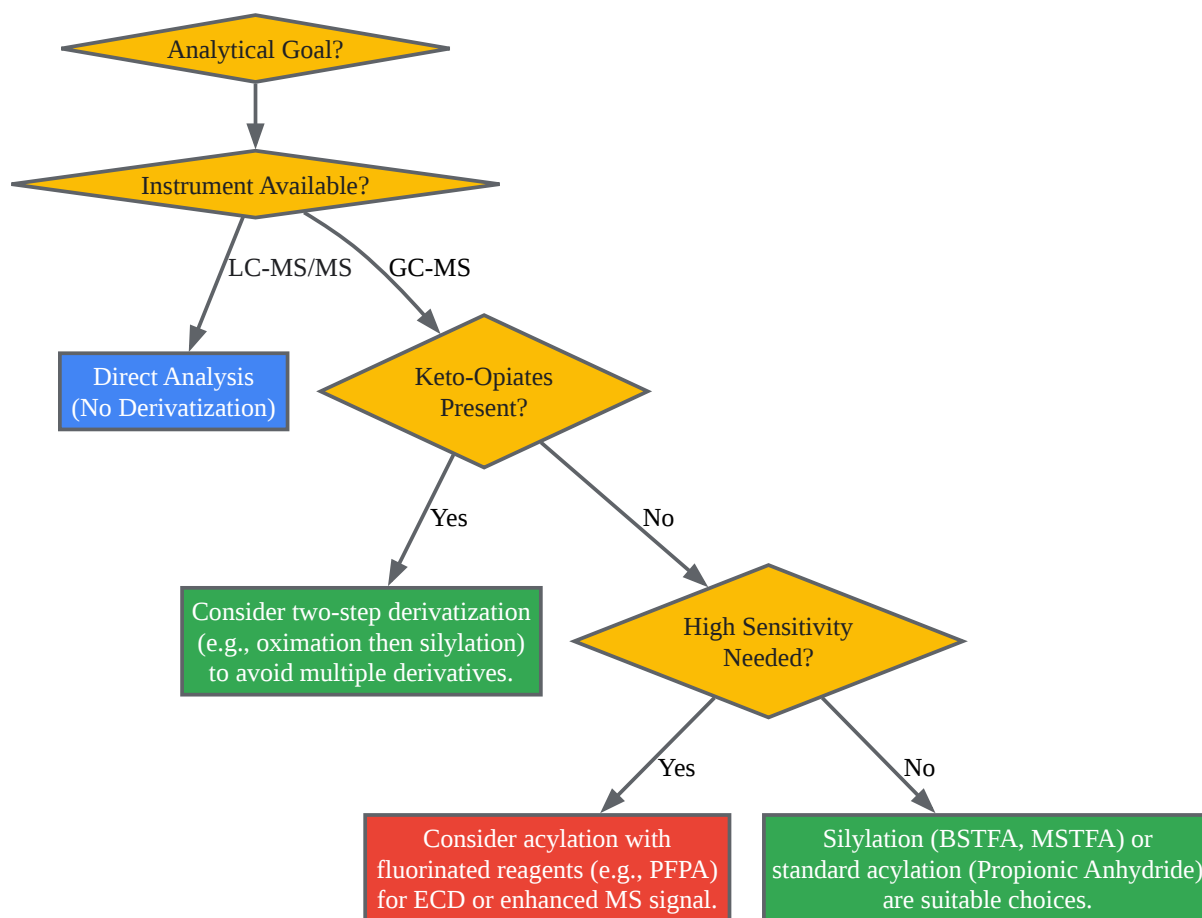 Analytical Goal?
Instrument Available?
LC-MS/MS
GC-MS
Direct Analysis
(No Derivatization)
Keto-Opiates
Present?
Yes
No
Consider two-step derivatization
(e.g., oximation then silylation)
to avoid multiple derivatives.
High Sensitivity
Needed?
Yes
No
Consider acylation with
fluorinated reagents (e.g., PFPA)
for ECD or enhanced MS signal.
Silylation (BSTFA, MSTFA) or
standard acylation (Propionic Anhydride)
are suitable choices.